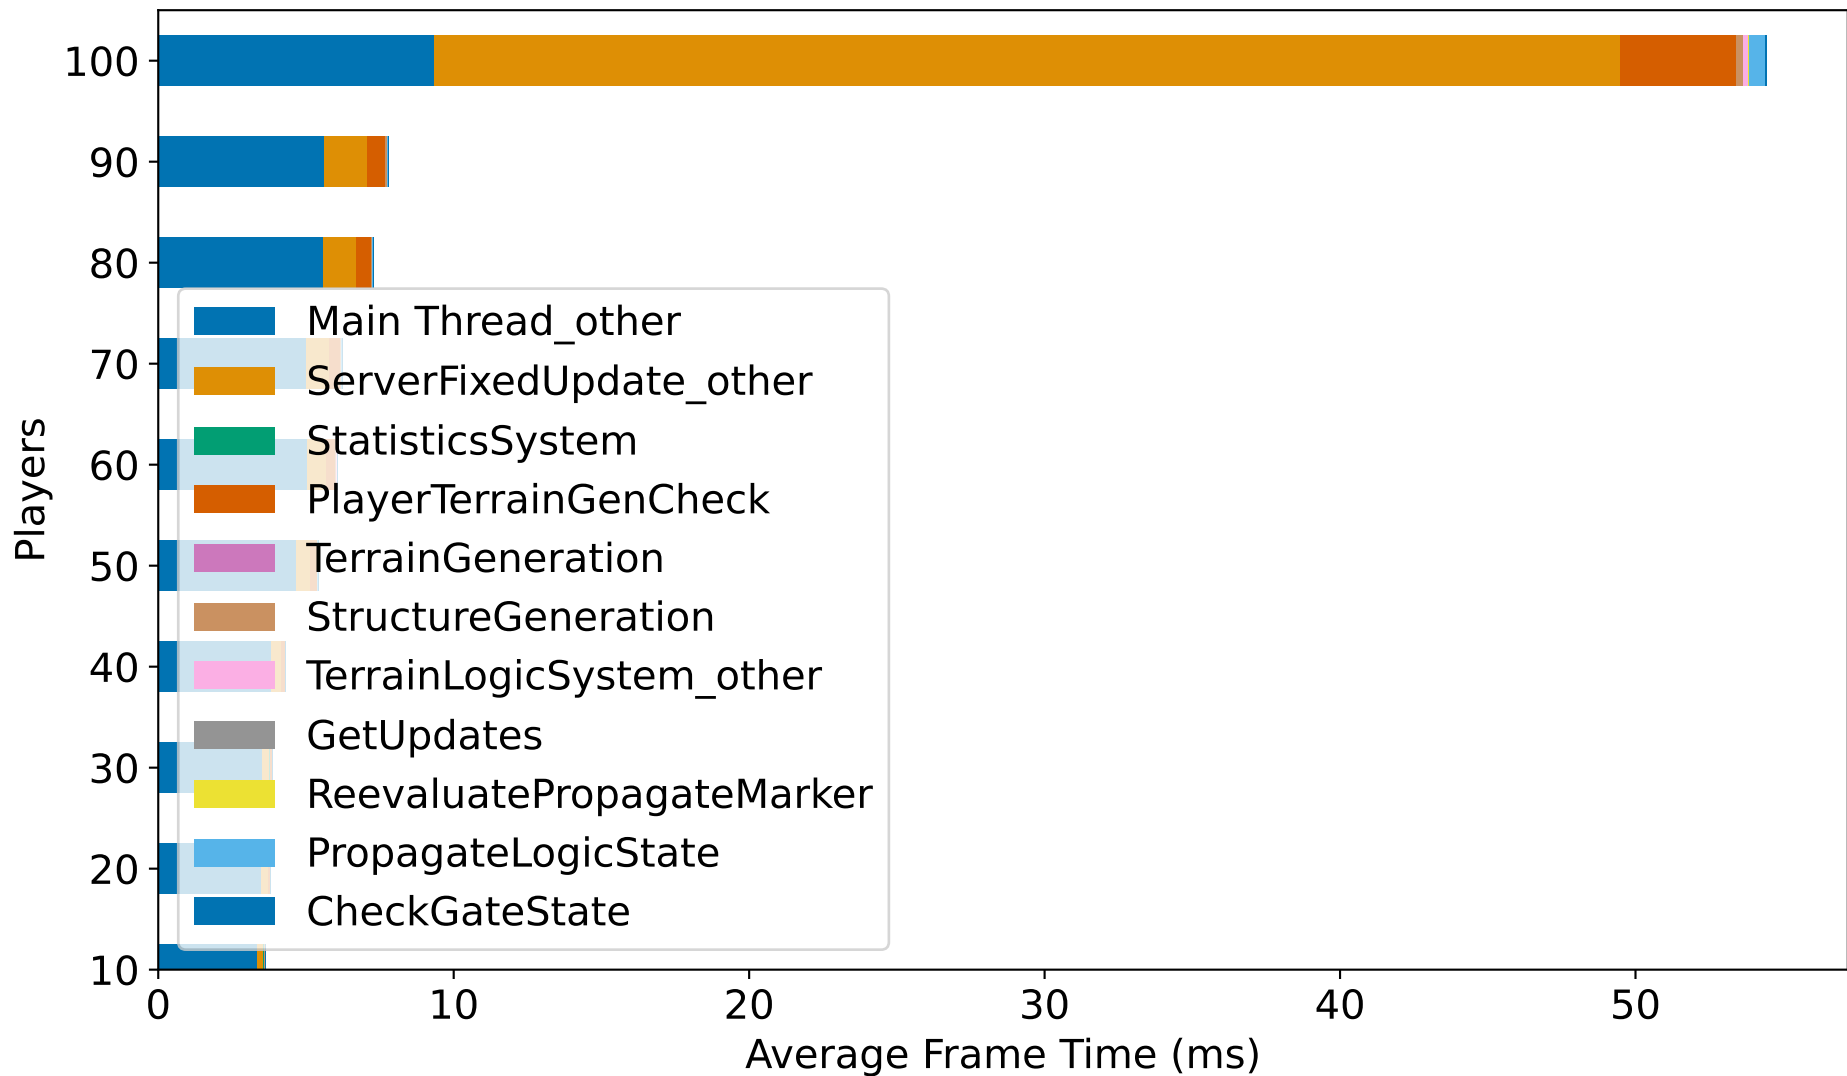 100
90
80
70
60
50
40
30
20
10
Players
Main Thread_other
ServerFixedUpdate_other
StatisticsSystem
PlayerTerrainGenCheck
TerrainGeneration
StructureGeneration
TerrainLogicSystem_other
GetUpdates
ReevaluatePropagateMarker
PropagateLogicState
CheckGateState
0 10 20 30 40 50
Average Frame Time (ms)